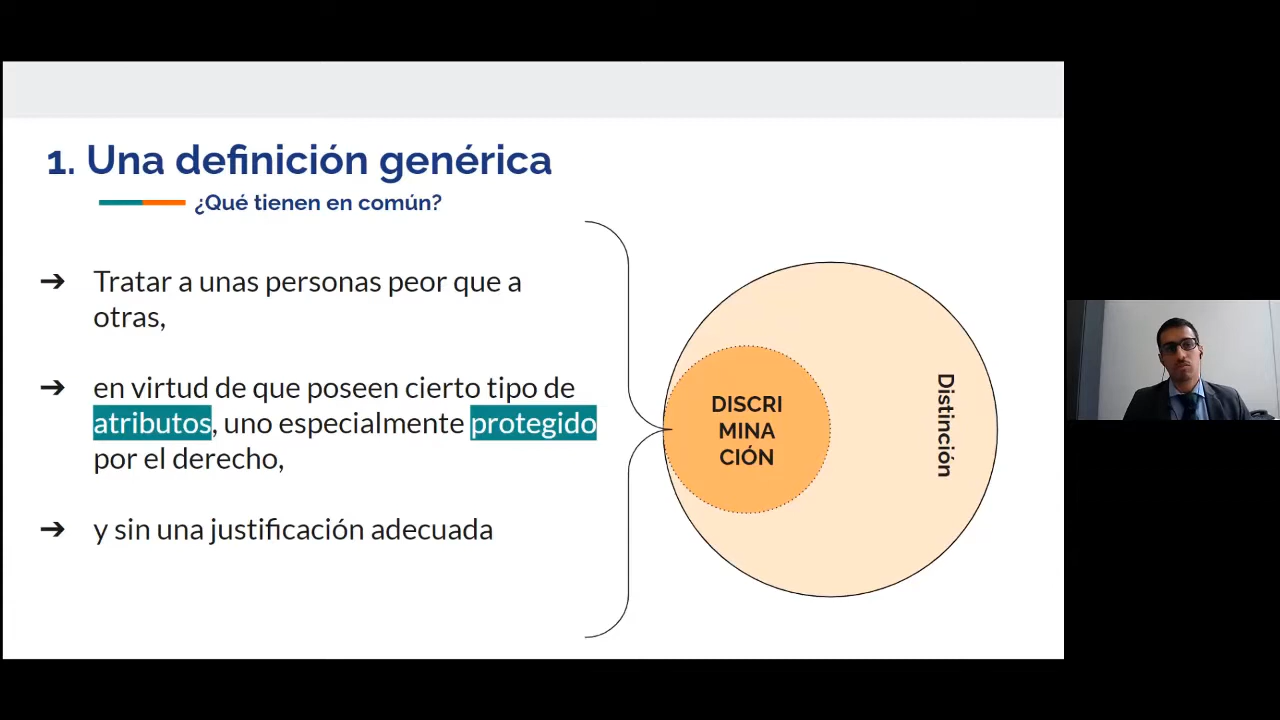 1. Una definición genérica
¿Qué tienen en común?
➔ Tratar a unas personas peor que a
otras,
➔ en virtud de que poseen cierto tipo de
atributos, uno especialmente protegido
por el derecho,
➔ y sin una justificación adecuada
DISCRI
MINA
CIÓN
Distinción